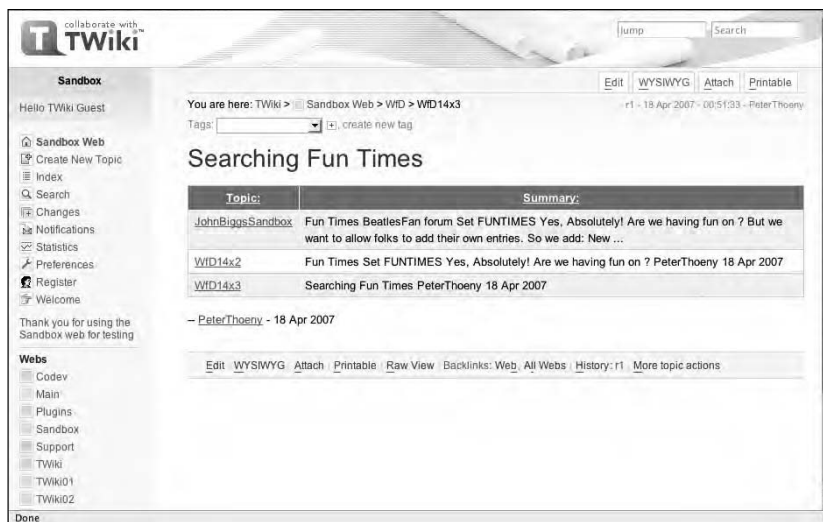 collaborate with
TWiki™
Jump
Search
Sandbox
Hello TWiki Guest
Sandbox Web
Create New Topic
Index
Search
Changes
Notifications
Statistics
Preferences
Register
Welcome
Thank you for using the
Sandbox web for testing
Webs
Codev
Main
Plugins
Sandbox
Support
TWiki
TWiki01
TWiki02
Edit WYSIWYG Attach Printable
You are here: TWiki > Sandbox Web > WfD > WfD14x3
r1 - 18 Apr 2007 - 00:51:33 - PeterThoeny
Tags: create new tag
Searching Fun Times
Topic: Summary:
JohnBiggsSandbox Fun Times BeatlesFan forum Set FUNTIMES Yes, Absolutely! Are we having fun on ? But we
want to allow folks to add their own entries. So we add: New ...
WfD14x2 Fun Times Set FUNTIMES Yes, Absolutely! Are we having fun on ? PeterThoeny 18 Apr 2007
WfD14x3 Searching Fun Times PeterThoeny 18 Apr 2007
– PeterThoeny - 18 Apr 2007
Edit WYSIWYG Attach Printable Raw View Backlinks: Web, All Webs History: r1 More topic actions
Done